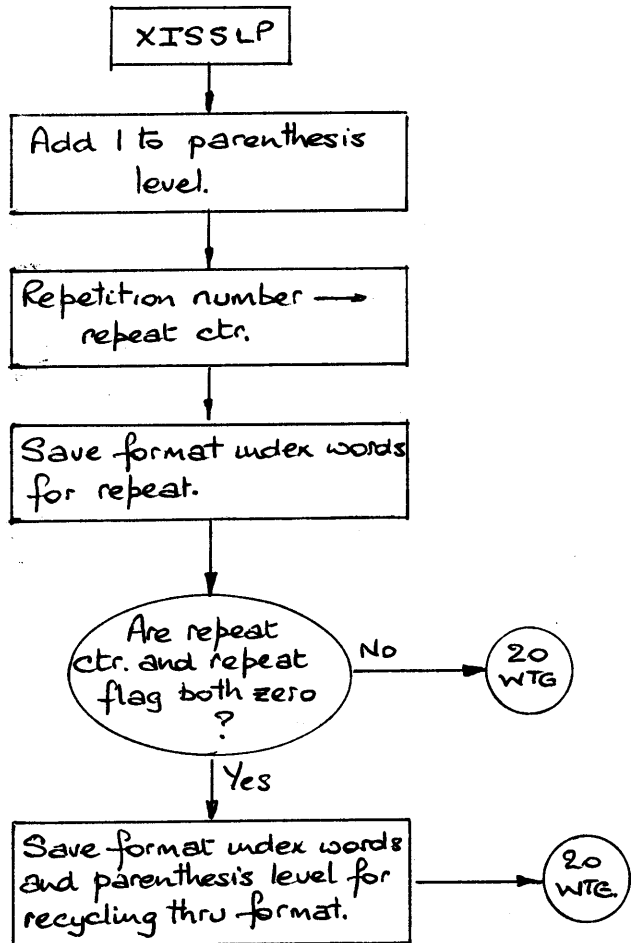 XISSLP
Add 1 to parenthesis
level.
Repetition number →
repeat ctr.
Save format index words
for repeat.
Are repeat
ctr. and repeat
flag both zero
?
No
20
WTG
Yes
Save format index words
and parenthesis level for
recycling thru format.
20
WTG.